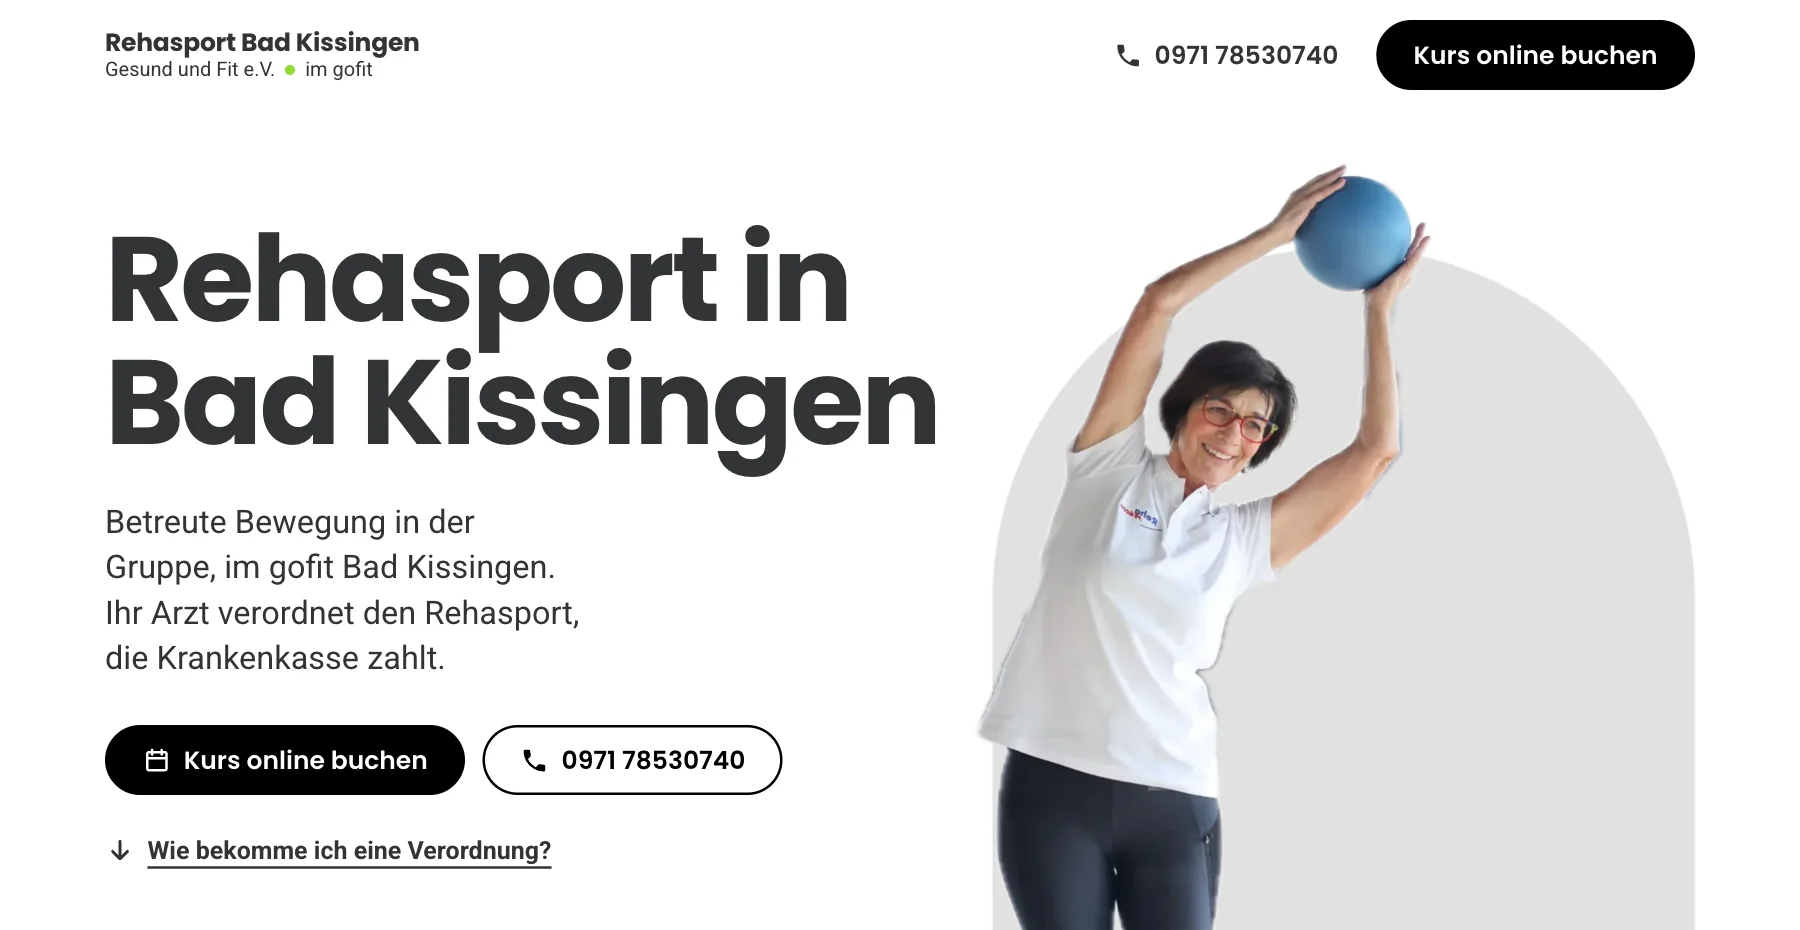 Rehasport Bad Kissingen
Gesund und Fit e.V. ● im gofit
0971 78530740
Kurs online buchen
Rehasport in
Bad Kissingen
Betreute Bewegung in der
Gruppe, im gofit Bad Kissingen.
Ihr Arzt verordnet den Rehasport,
die Krankenkasse zahlt.
Kurs online buchen
0971 78530740
Wie bekomme ich eine Verordnung?